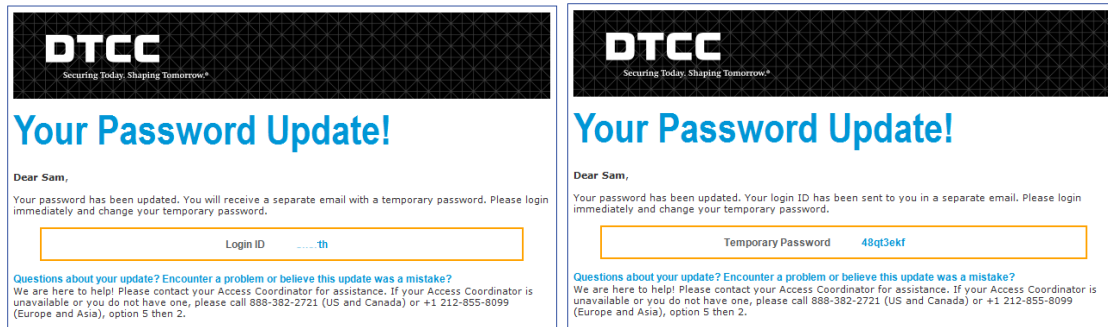 DTCC
Securing Today. Shaping Tomorrow.®
Your Password Update!
Dear Sam,
Your password has been updated. You will receive a separate email with a temporary password. Please login
immediately and change your temporary password.
Login ID ......th
Questions about your update? Encounter a problem or believe this update was a mistake?
We are here to help! Please contact your Access Coordinator for assistance. If your Access Coordinator is
unavailable or you do not have one, please call 888-382-2721 (US and Canada) or +1 212-855-8099
(Europe and Asia), option 5 then 2.
DTCC
Securing Today. Shaping Tomorrow.®
Your Password Update!
Dear Sam,
Your password has been updated. Your login ID has been sent to you in a separate email. Please login
immediately and change your temporary password.
Temporary Password 48qt3ekf
Questions about your update? Encounter a problem or believe this update was a mistake?
We are here to help! Please contact your Access Coordinator for assistance. If your Access Coordinator is
unavailable or you do not have one, please call 888-382-2721 (US and Canada) or +1 212-855-8099
(Europe and Asia), option 5 then 2.